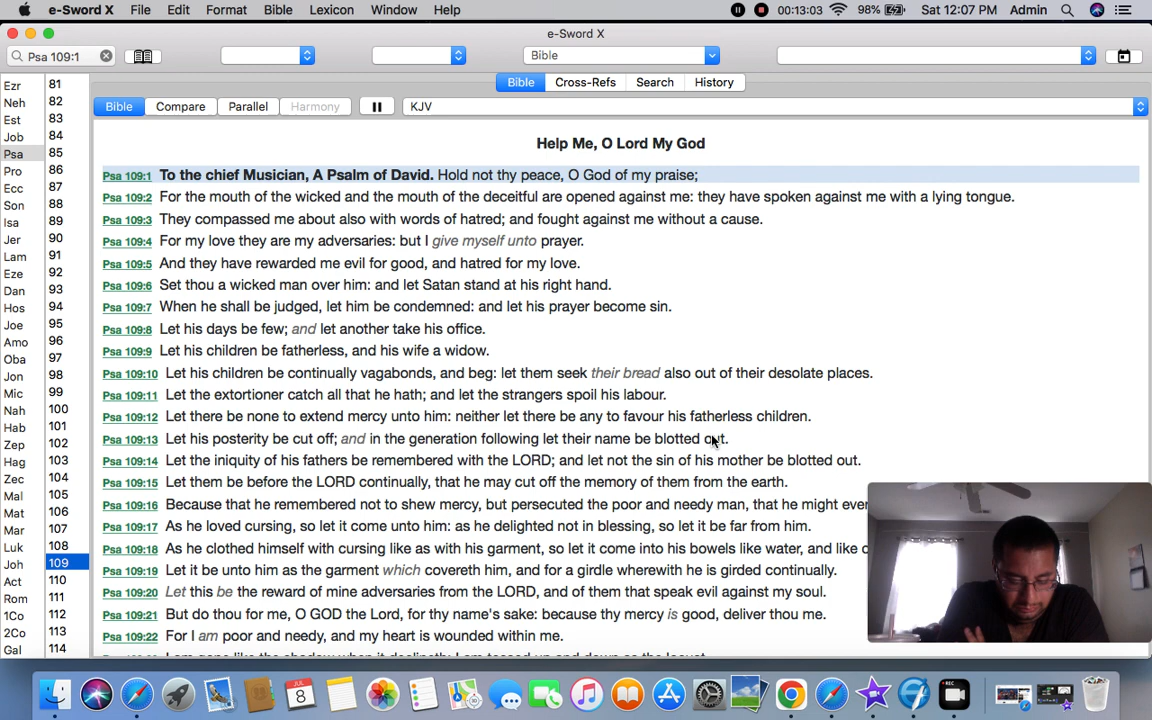 e-Sword X File Edit Format Bible Lexicon Window Help 00:13:03 98% Sat 12:07 PM Admin
e-Sword X
Psa 109:1 Bible
Bible Cross-Refs Search History
Bible Compare Parallel Harmony KJV
Ezr 81
Neh 82
Est 83
Job 84
Psa 85
Pro 86
Ecc 87
Son 88
Isa 89
Jer 90
Lam 91
Eze 92
Dan 93
Hos 94
Joe 95
Amo 96
Oba 97
Jon 98
Mic 99
Nah 100
Hab 101
Zep 102
Hag 103
Zec 104
Mal 105
Mat 106
Mar 107
Luk 108
Joh 109
Act 110
Rom 111
1Co 112
2Co 113
Gal 114
Help Me, O Lord My God
Psa 109:1 To the chief Musician, A Psalm of David. Hold not thy peace, O God of my praise;
Psa 109:2 For the mouth of the wicked and the mouth of the deceitful are opened against me: they have spoken against me with a lying tongue.
Psa 109:3 They compassed me about also with words of hatred; and fought against me without a cause.
Psa 109:4 For my love they are my adversaries: but I give myself unto prayer.
Psa 109:5 And they have rewarded me evil for good, and hatred for my love.
Psa 109:6 Set thou a wicked man over him: and let Satan stand at his right hand.
Psa 109:7 When he shall be judged, let him be condemned: and let his prayer become sin.
Psa 109:8 Let his days be few; and let another take his office.
Psa 109:9 Let his children be fatherless, and his wife a widow.
Psa 109:10 Let his children be continually vagabonds, and beg: let them seek their bread also out of their desolate places.
Psa 109:11 Let the extortioner catch all that he hath; and let the strangers spoil his labour.
Psa 109:12 Let there be none to extend mercy unto him: neither let there be any to favour his fatherless children.
Psa 109:13 Let his posterity be cut off; and in the generation following let their name be blotted out.
Psa 109:14 Let the iniquity of his fathers be remembered with the LORD; and let not the sin of his mother be blotted out.
Psa 109:15 Let them be before the LORD continually, that he may cut off the memory of them from the earth.
Psa 109:16 Because that he remembered not to shew mercy, but persecuted the poor and needy man, that he might ever
Psa 109:17 As he loved cursing, so let it come unto him: as he delighted not in blessing, so let it be far from him.
Psa 109:18 As he clothed himself with cursing like as with his garment, so let it come into his bowels like water, and like
Psa 109:19 Let it be unto him as the garment which covereth him, and for a girdle wherewith he is girded continually.
Psa 109:20 Let this be the reward of mine adversaries from the LORD, and of them that speak evil against my soul.
Psa 109:21 But do thou for me, O GOD the Lord, for thy name's sake: because thy mercy is good, deliver thou me.
Psa 109:22 For I am poor and needy, and my heart is wounded within me.
JUL
8
REC